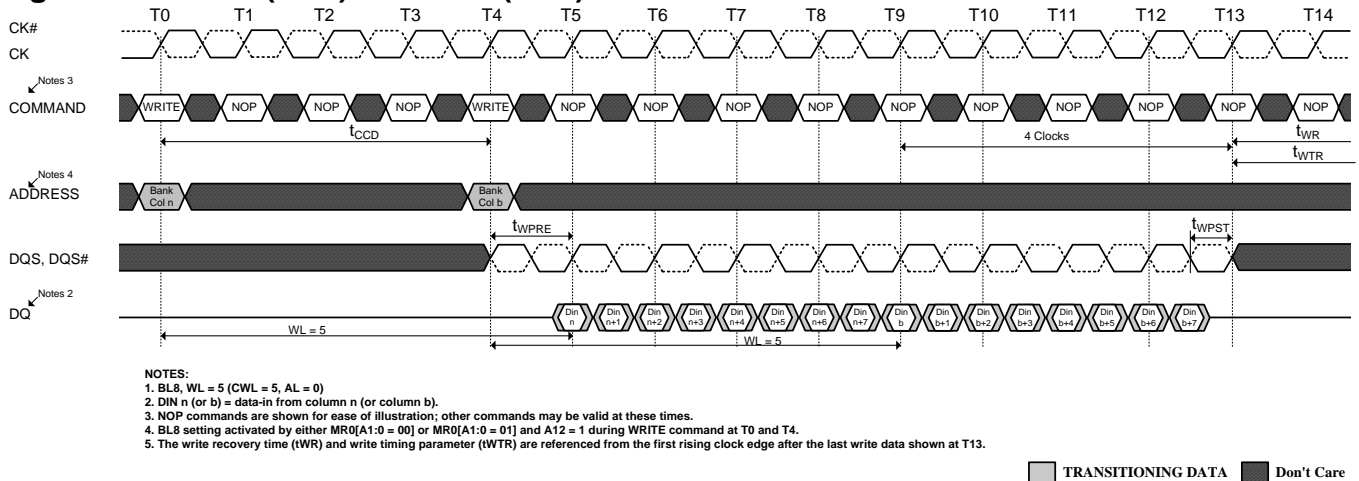 T0 T1 T2 T3 T4 T5 T6 T7 T8 T9 T10 T11 T12 T13 T14
CK#
CK
Notes 3
COMMAND WRITE NOP NOP NOP WRITE NOP NOP NOP NOP NOP NOP NOP NOP NOP NOP
tCCD 4 Clocks tWR
tWTR
Notes 4
ADDRESS Bank Col n Bank Col b
tWPRE tWPST
DQS, DQS#
Notes 2
DQ Din n Din n+1 Din n+2 Din n+3 Din n+4 Din n+5 Din n+6 Din n+7 Din b Din b+1 Din b+2 Din b+3 Din b+4 Din b+5 Din b+6 Din b+7
WL = 5 WL = 5
NOTES:
1. BL8, WL = 5 (CWL = 5, AL = 0)
2. DIN n (or b) = data-in from column n (or column b).
3. NOP commands are shown for ease of illustration; other commands may be valid at these times.
4. BL8 setting activated by either MR0[A1:0 = 00] or MR0[A1:0 = 01] and A12 = 1 during WRITE command at T0 and T4.
5. The write recovery time (tWR) and write timing parameter (tWTR) are referenced from the first rising clock edge after the last write data shown at T13.
TRANSITIONING DATA Don't Care